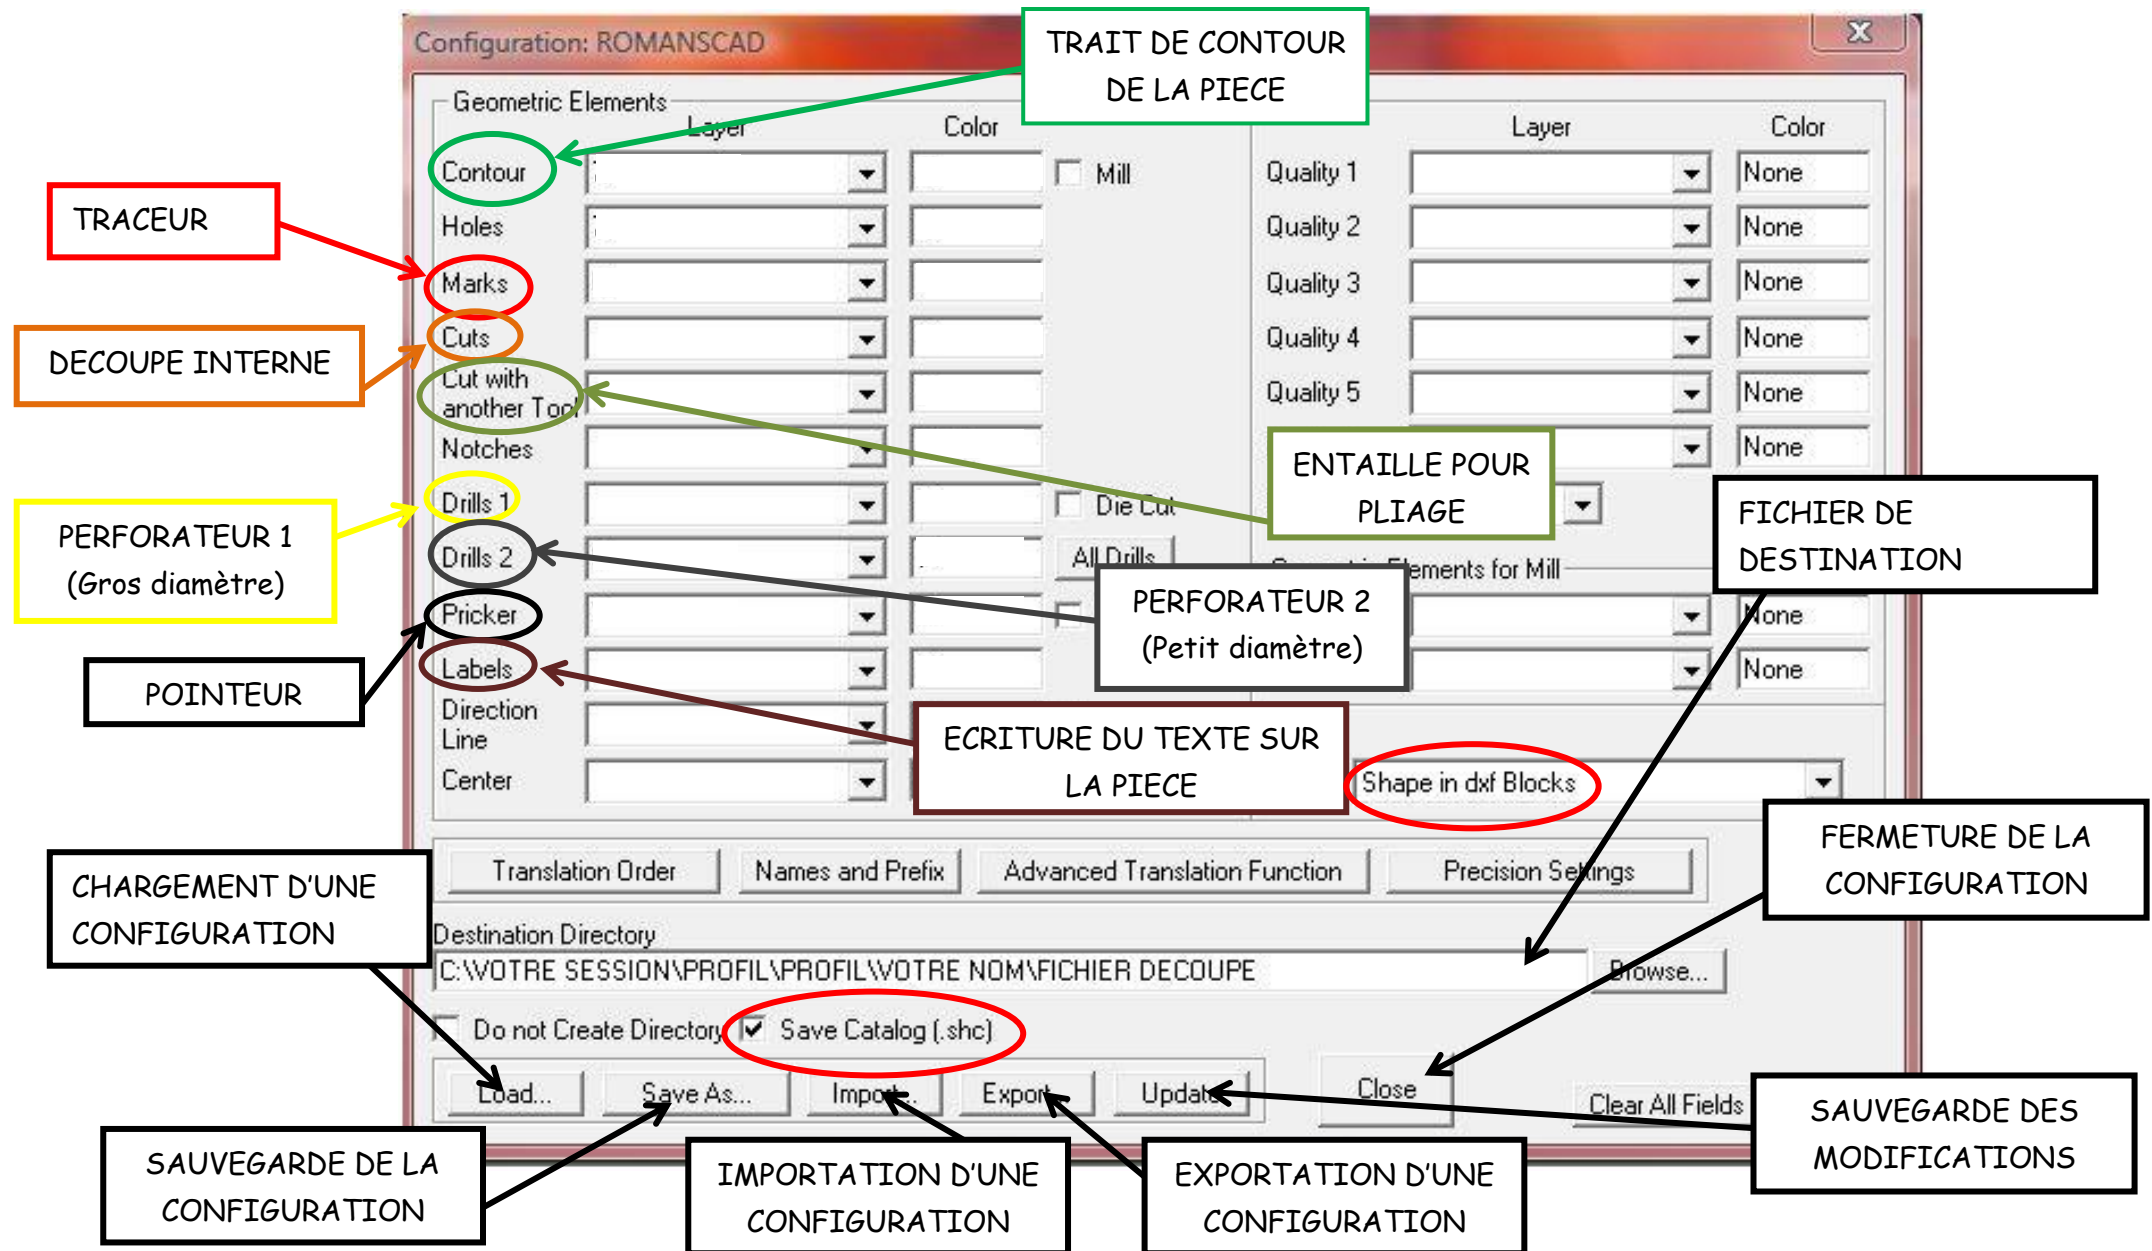 Configuration: ROMANSCAD
TRAIT DE CONTOUR
DE LA PIECE
Geometric Elements
Layer
Color
Layer
Color
Contour
Mill
Quality 1
None
TRACEUR
Holes
Quality 2
None
Marks
Quality 3
None
DECOUPE INTERNE
Cuts
Quality 4
None
Cut with
another Tool
Quality 5
None
Notches
None
ENTAILLE POUR
PLIAGE
PERFORATEUR 1
(Gros diamètre)
Drills 1
Die Cut
FICHIER DE
DESTINATION
Drills 2
All Drills
Elements for Mill
PERFORATEUR 2
(Petit diamètre)
Pricker
None
POINTEUR
Labels
None
Direction
Line
ECRITURE DU TEXTE SUR
LA PIECE
Center
Shape in dxf Blocks
FERMETURE DE LA
CONFIGURATION
CHARGEMENT D'UNE
CONFIGURATION
Translation Order
Names and Prefix
Advanced Translation Function
Precision Settings
Destination Directory
C:\VOTRE SESSION\PROFIL\PROFIL\VOTRE NOM\FICHIER DECOUPE
Browse...
Do not Create Directory
Save Catalog (.shc)
Load...
Save As...
Import...
Export...
Update
Close
Clear All Fields
SAUVEGARDE DES
MODIFICATIONS
SAUVEGARDE DE LA
CONFIGURATION
IMPORTATION D'UNE
CONFIGURATION
EXPORTATION D'UNE
CONFIGURATION